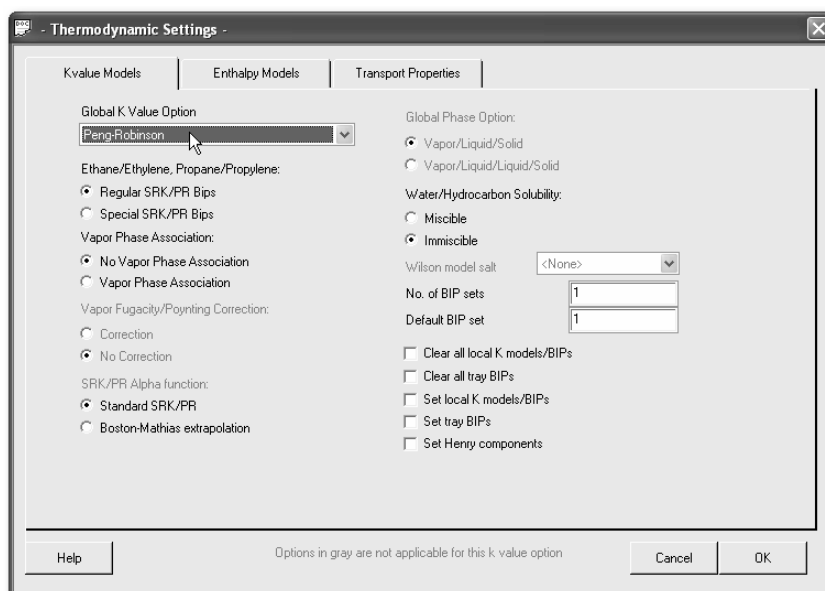 - Thermodynamic Settings -
Kvalue Models
Enthalpy Models
Transport Properties
Global K Value Option
Peng-Robinson
Ethane/Ethylene, Propane/Propylene:
Regular SRK/PR Bips
Special SRK/PR Bips
Vapor Phase Association:
No Vapor Phase Association
Vapor Phase Association
Vapor Fugacity/Poynting Correction:
Correction
No Correction
SRK/PR Alpha function:
Standard SRK/PR
Boston-Mathias extrapolation
Global Phase Option:
Vapor/Liquid/Solid
Vapor/Liquid/Liquid/Solid
Water/Hydrocarbon Solubility:
Miscible
Immiscible
Wilson model salt <None>
No. of BIP sets 1
Default BIP set 1
Clear all local K models/BIPs
Clear all tray BIPs
Set local K models/BIPs
Set tray BIPs
Set Henry components
Help
Options in gray are not applicable for this k value option
Cancel
OK